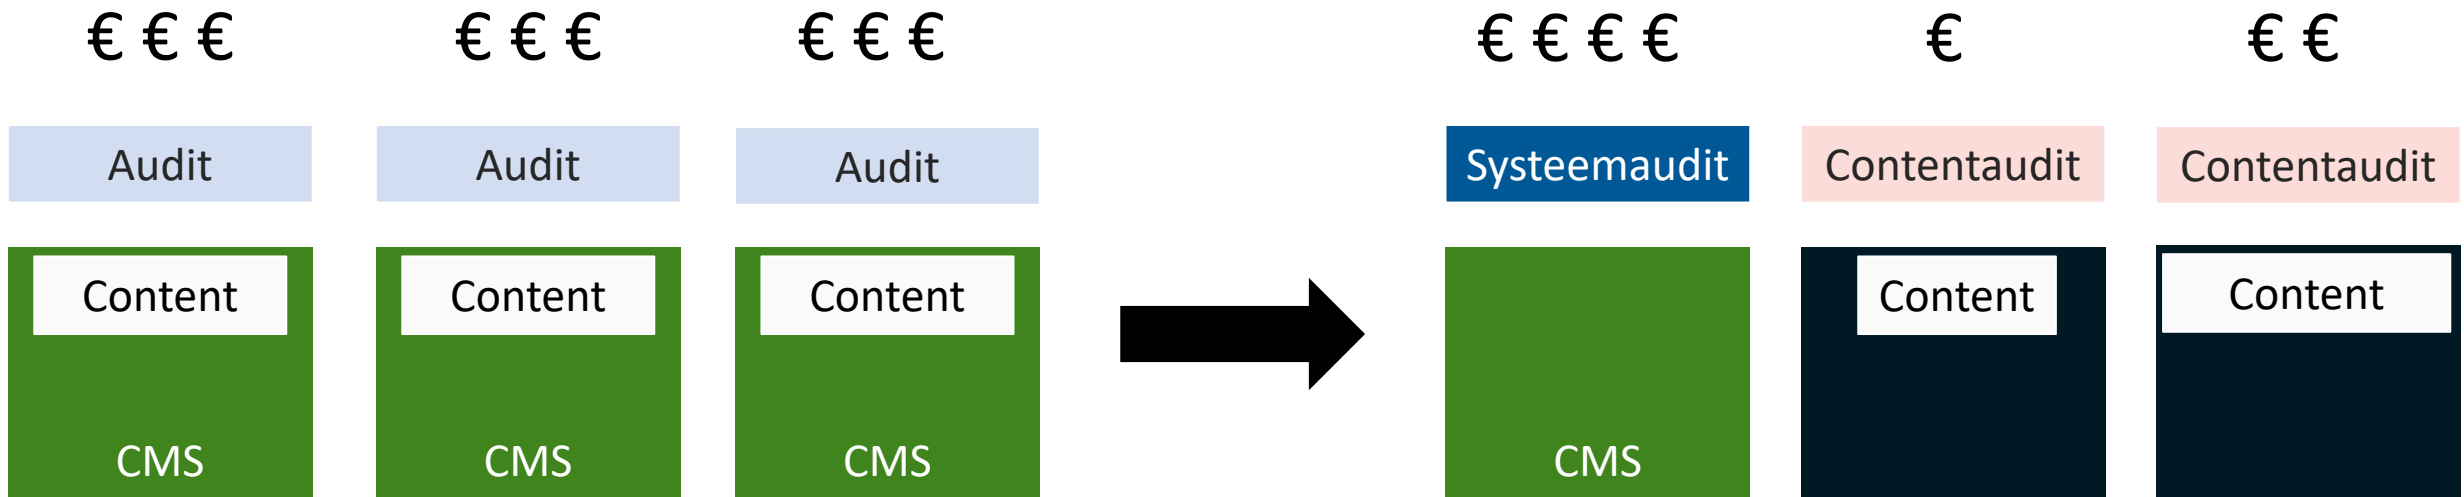 € € € € € € € € € € € € € € € €
Audit Audit Audit Systeemaudit Contentaudit Contentaudit
Content Content Content Content Content
CMS CMS CMS CMS